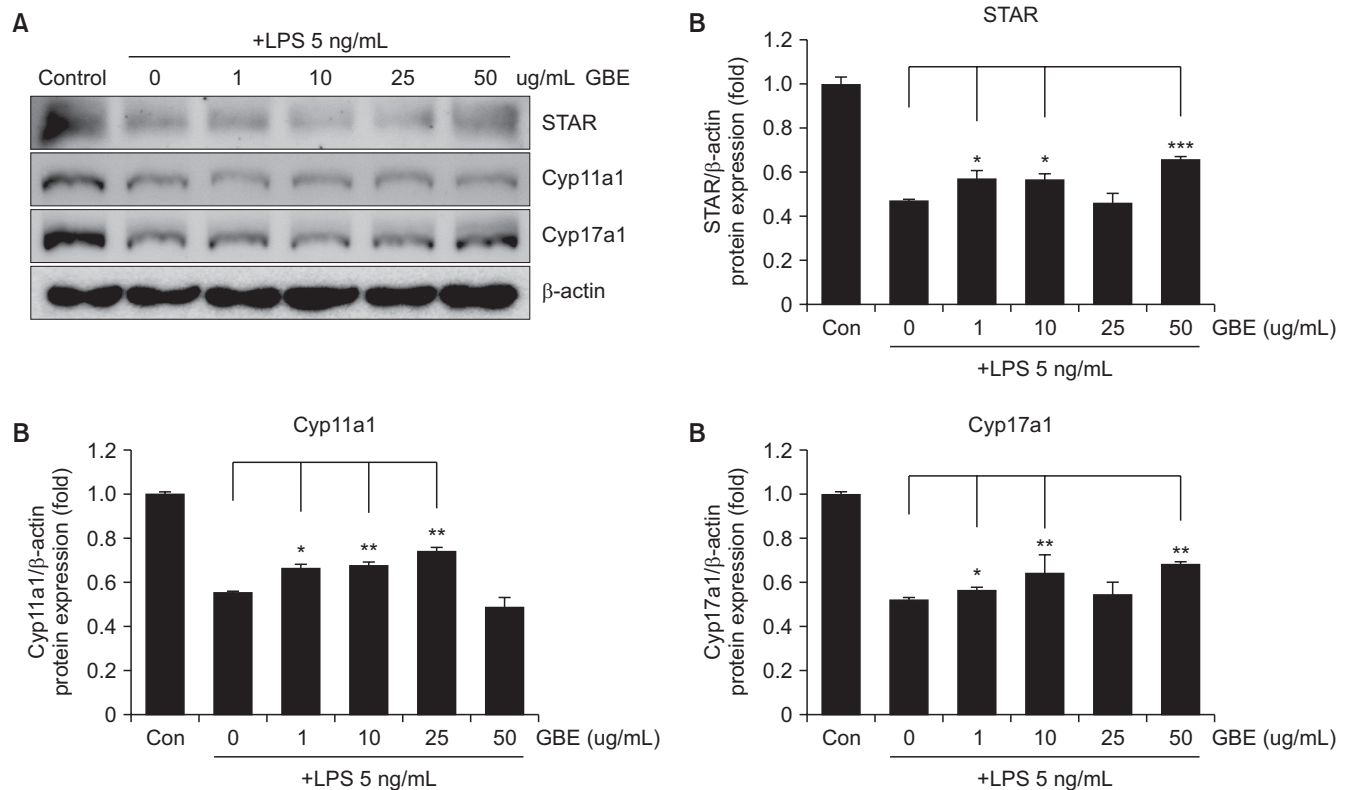 A
+LPS 5 ng/mL
Control 0 1 10 25 50 ug/mL GBE
STAR
Cyp11a1
Cyp17a1
β-actin
B
STAR
STAR/β-actin
protein expression (fold)
1.2
1.0
0.8
0.6
0.4
0.2
0
* * ***
Con 0 1 10 25 50 GBE (ug/mL)
+LPS 5 ng/mL
B
Cyp11a1
Cyp11a1/β-actin
protein expression (fold)
1.2
1.0
0.8
0.6
0.4
0.2
0
* ** **
Con 0 1 10 25 50 GBE (ug/mL)
+LPS 5 ng/mL
B
Cyp17a1
Cyp17a1/β-actin
protein expression (fold)
1.2
1.0
0.8
0.6
0.4
0.2
0
* ** **
Con 0 1 10 25 50 GBE (ug/mL)
+LPS 5 ng/mL